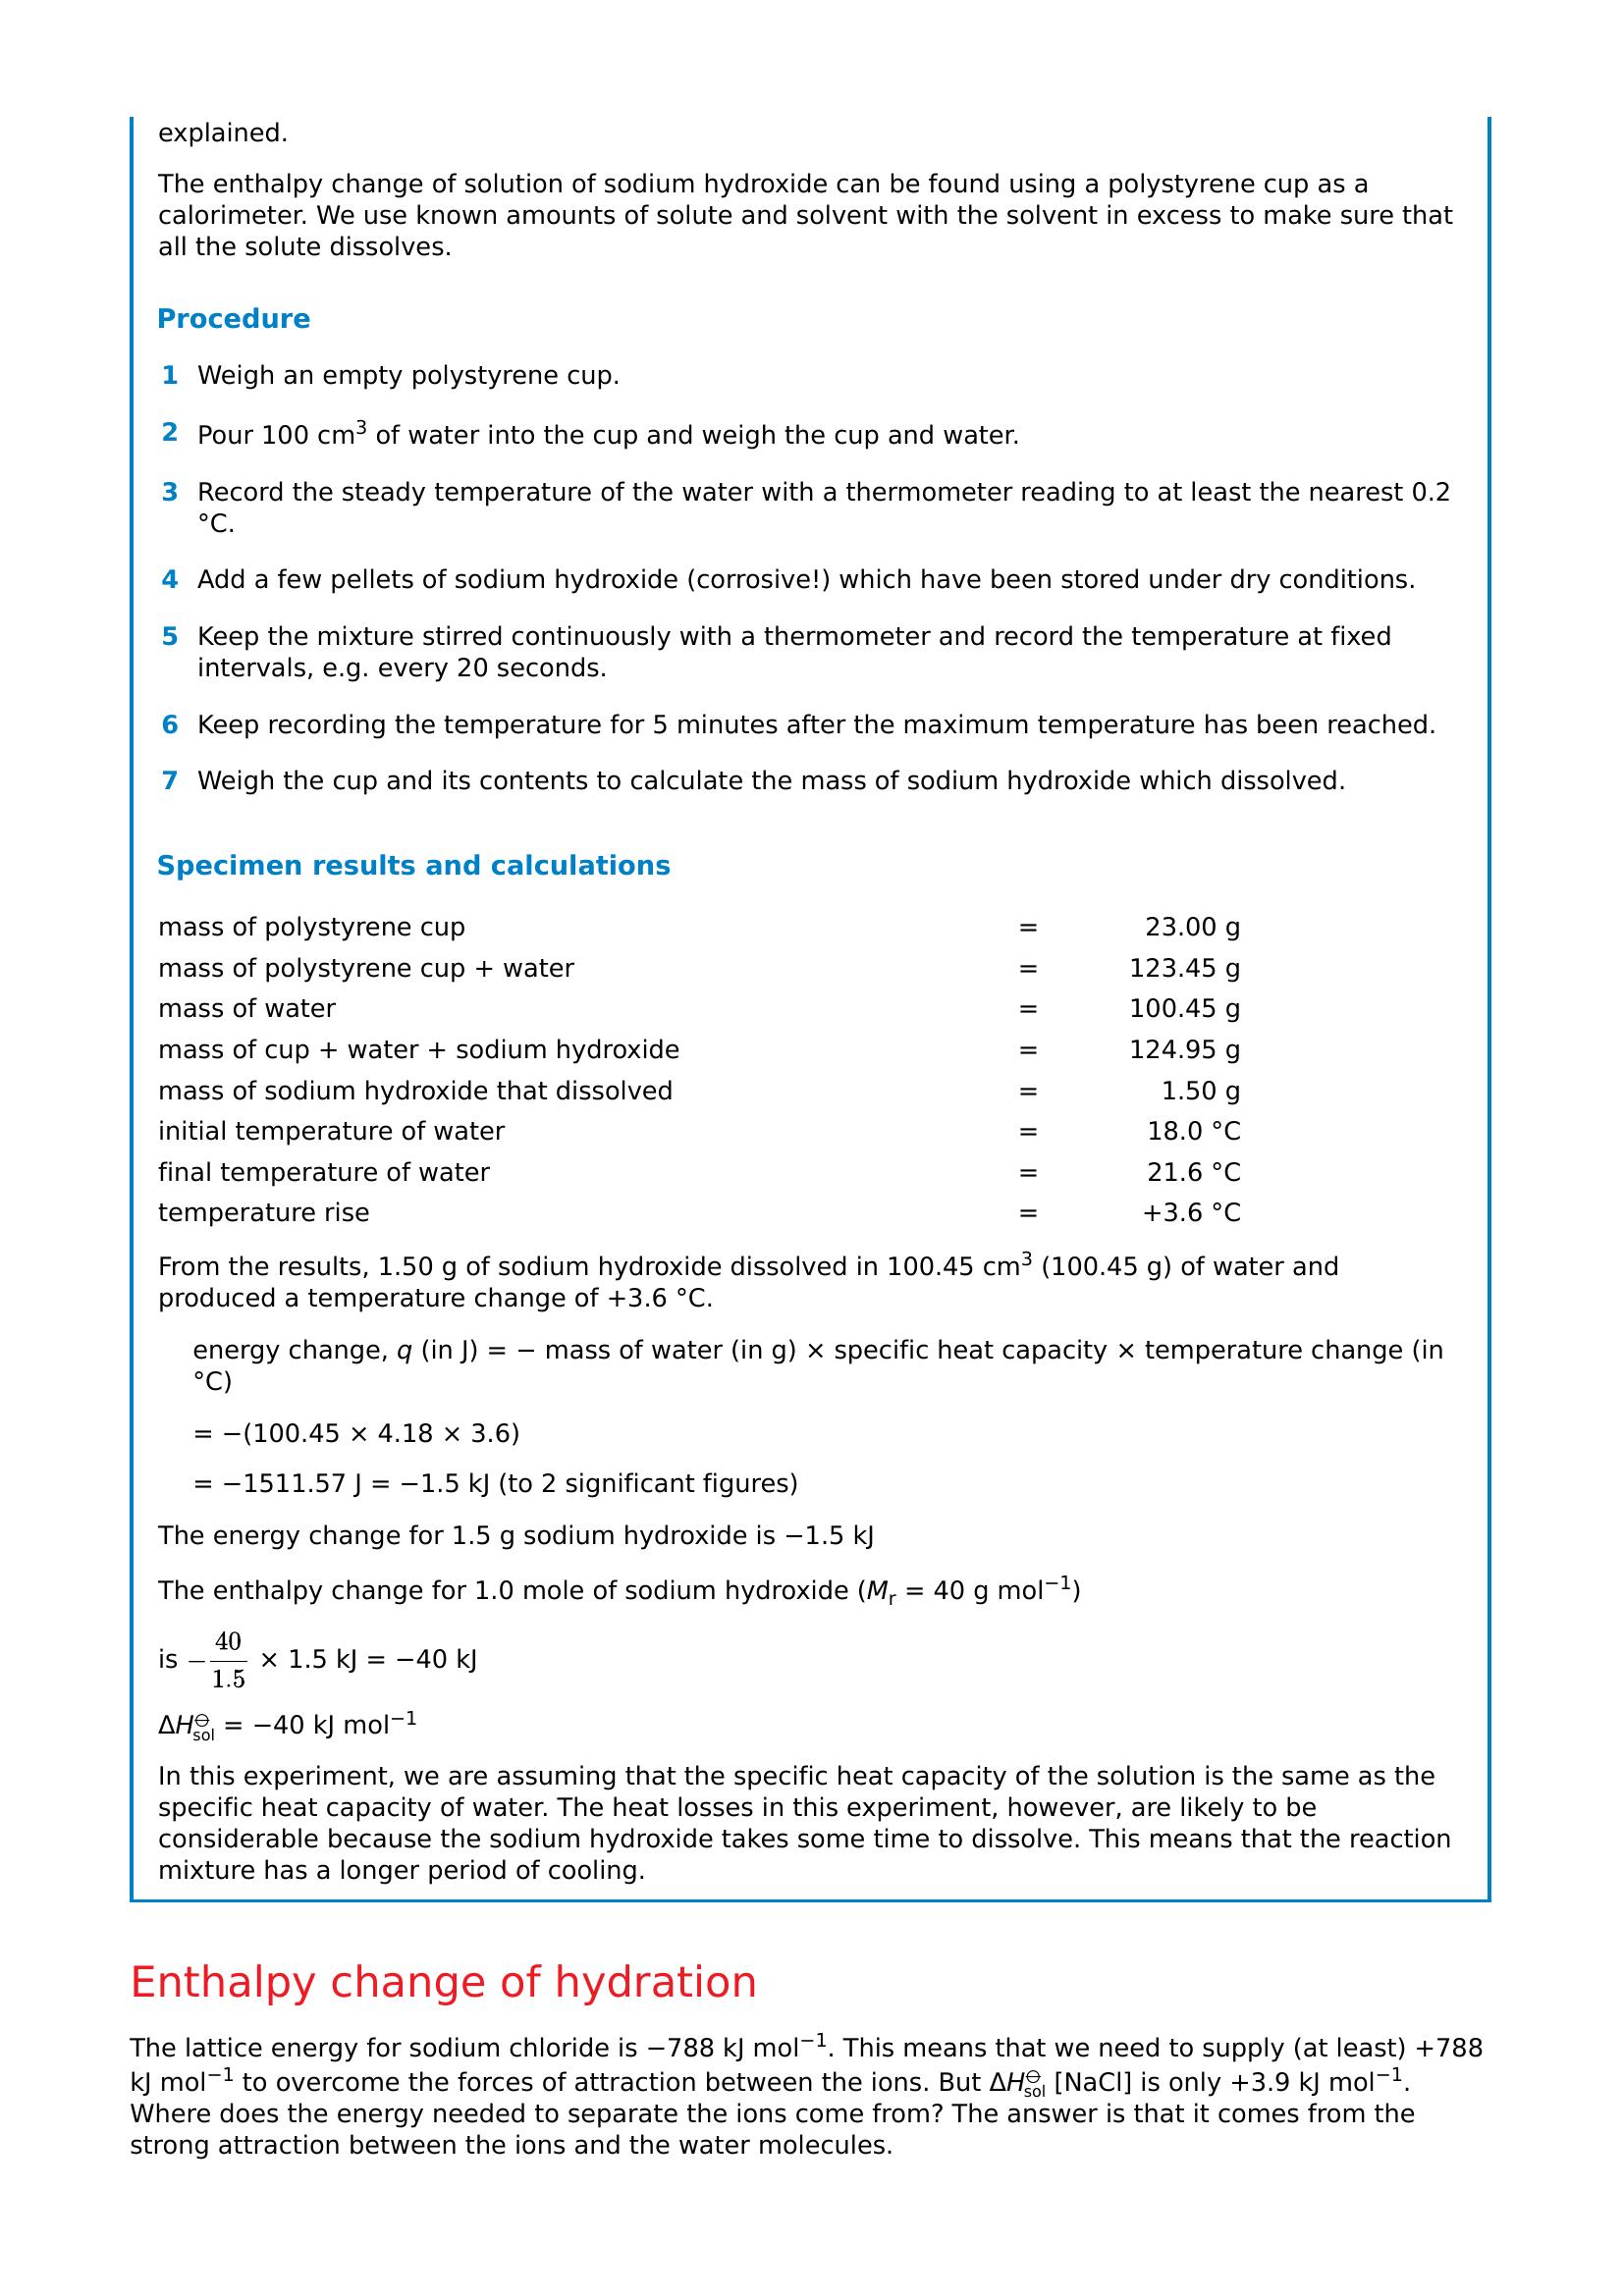 explained.
The enthalpy change of solution of sodium hydroxide can be found using a polystyrene cup as a
calorimeter. We use known amounts of solute and solvent with the solvent in excess to make sure that
all the solute dissolves.
Procedure
1 Weigh an empty polystyrene cup.
2 Pour 100 cm³ of water into the cup and weigh the cup and water.
3 Record the steady temperature of the water with a thermometer reading to at least the nearest 0.2
°C.
4 Add a few pellets of sodium hydroxide (corrosive!) which have been stored under dry conditions.
5 Keep the mixture stirred continuously with a thermometer and record the temperature at fixed
intervals, e.g. every 20 seconds.
6 Keep recording the temperature for 5 minutes after the maximum temperature has been reached.
7 Weigh the cup and its contents to calculate the mass of sodium hydroxide which dissolved.
Specimen results and calculations
mass of polystyrene cup = 23.00 g
mass of polystyrene cup + water = 123.45 g
mass of water = 100.45 g
mass of cup + water + sodium hydroxide = 124.95 g
mass of sodium hydroxide that dissolved = 1.50 g
initial temperature of water = 18.0 °C
final temperature of water = 21.6 °C
temperature rise = +3.6 °C
From the results, 1.50 g of sodium hydroxide dissolved in 100.45 cm³ (100.45 g) of water and
produced a temperature change of +3.6 °C.
energy change, q (in J) = − mass of water (in g) × specific heat capacity × temperature change (in
°C)
= −(100.45 × 4.18 × 3.6)
= −1511.57 J = −1.5 kJ (to 2 significant figures)
The energy change for 1.5 g sodium hydroxide is −1.5 kJ
The enthalpy change for 1.0 mole of sodium hydroxide (Mᵣ = 40 g mol⁻¹)
is −40/1.5 × 1.5 kJ = −40 kJ
ΔH⦵sol = −40 kJ mol⁻¹
In this experiment, we are assuming that the specific heat capacity of the solution is the same as the
specific heat capacity of water. The heat losses in this experiment, however, are likely to be
considerable because the sodium hydroxide takes some time to dissolve. This means that the reaction
mixture has a longer period of cooling.
Enthalpy change of hydration
The lattice energy for sodium chloride is −788 kJ mol⁻¹. This means that we need to supply (at least) +788
kJ mol⁻¹ to overcome the forces of attraction between the ions. But ΔH⦵sol [NaCl] is only +3.9 kJ mol⁻¹.
Where does the energy needed to separate the ions come from? The answer is that it comes from the
strong attraction between the ions and the water molecules.